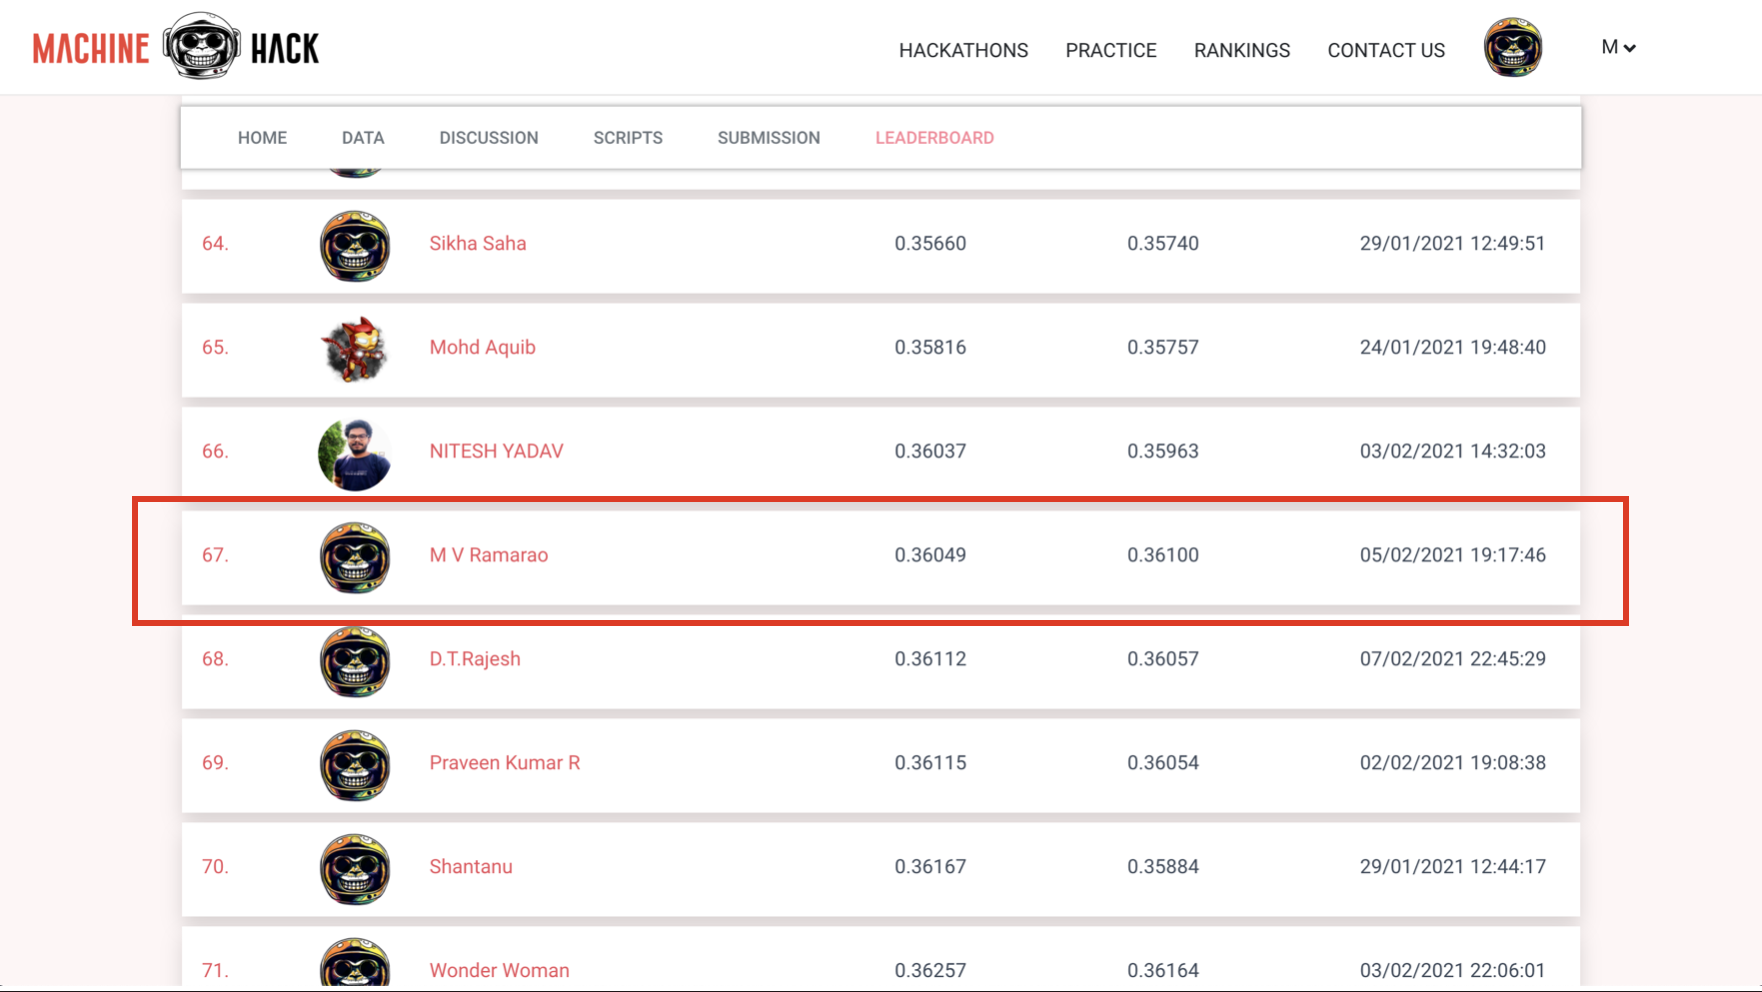 MACHINE HACK HACKATHONS PRACTICE RANKINGS CONTACT US M
HOME DATA DISCUSSION SCRIPTS SUBMISSION LEADERBOARD
64. Sikha Saha 0.35660 0.35740 29/01/2021 12:49:51
65. Mohd Aquib 0.35816 0.35757 24/01/2021 19:48:40
66. NITESH YADAV 0.36037 0.35963 03/02/2021 14:32:03
67. M V Ramarao 0.36049 0.36100 05/02/2021 19:17:46
68. D.T.Rajesh 0.36112 0.36057 07/02/2021 22:45:29
69. Praveen Kumar R 0.36115 0.36054 02/02/2021 19:08:38
70. Shantanu 0.36167 0.35884 29/01/2021 12:44:17
71. Wonder Woman 0.36257 0.36164 03/02/2021 22:06:01